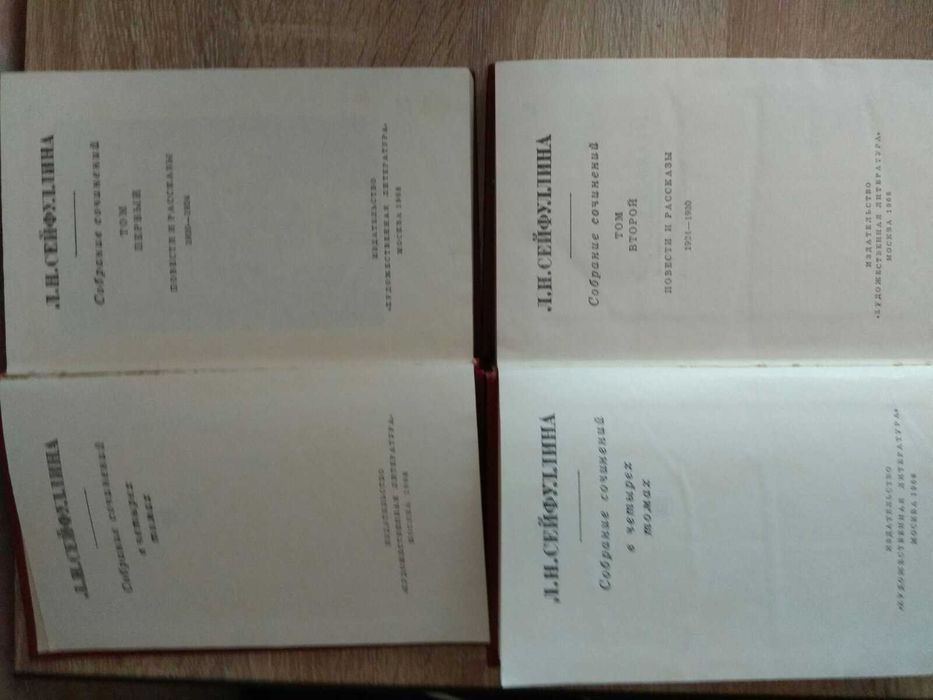 Л.Н.СЕЙФУЛЛИНА
Собрание сочинений
в четырех
томах
ИЗДАТЕЛЬСТВО
«ХУДОЖЕСТВЕННАЯ ЛИТЕРАТУРА»
МОСКВА 1968
Л.Н.СЕЙФУЛЛИНА
Собрание сочинений
ТОМ
ПЕРВЫЙ
ПОВЕСТИ И РАССКАЗЫ
ИЗДАТЕЛЬСТВО
«ХУДОЖЕСТВЕННАЯ ЛИТЕРАТУРА»
МОСКВА 1968
Л.Н.СЕЙФУЛЛИНА
Собрание сочинений
в четырех
томах
ИЗДАТЕЛЬСТВО
«ХУДОЖЕСТВЕННАЯ ЛИТЕРАТУРА»
МОСКВА 1968
Л.Н.СЕЙФУЛЛИНА
Собрание сочинений
ТОМ
ВТОРОЙ
ПОВЕСТИ И РАССКАЗЫ
1924—1930
ИЗДАТЕЛЬСТВО
«ХУДОЖЕСТВЕННАЯ ЛИТЕРАТУРА»
МОСКВА 1968